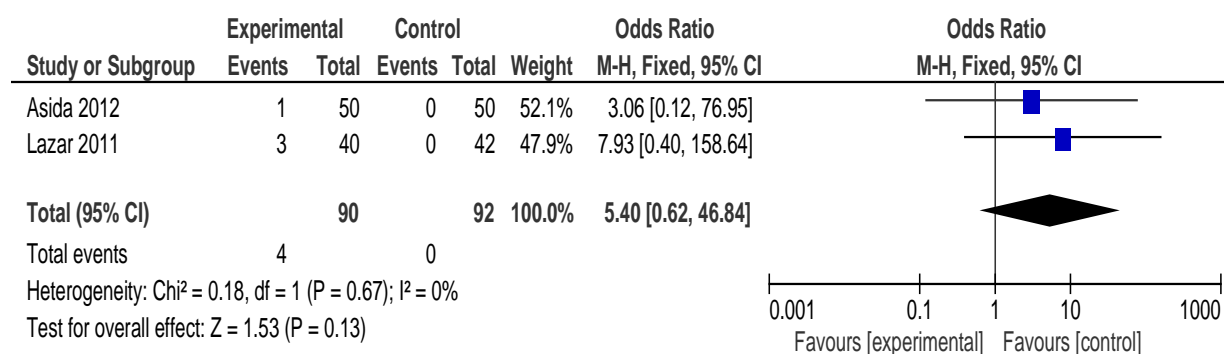 Experimental Control Odds Ratio Odds Ratio
Study or Subgroup Events Total Events Total Weight M-H, Fixed, 95% CI M-H, Fixed, 95% CI
Asida 2012 1 50 0 50 52.1% 3.06 [0.12, 76.95]
Lazar 2011 3 40 0 42 47.9% 7.93 [0.40, 158.64]
Total (95% CI) 90 92 100.0% 5.40 [0.62, 46.84]
Total events 4 0
Heterogeneity: Chi² = 0.18, df = 1 (P = 0.67); I² = 0%
Test for overall effect: Z = 1.53 (P = 0.13)
0.001 0.1 1 10 1000
Favours [experimental] Favours [control]